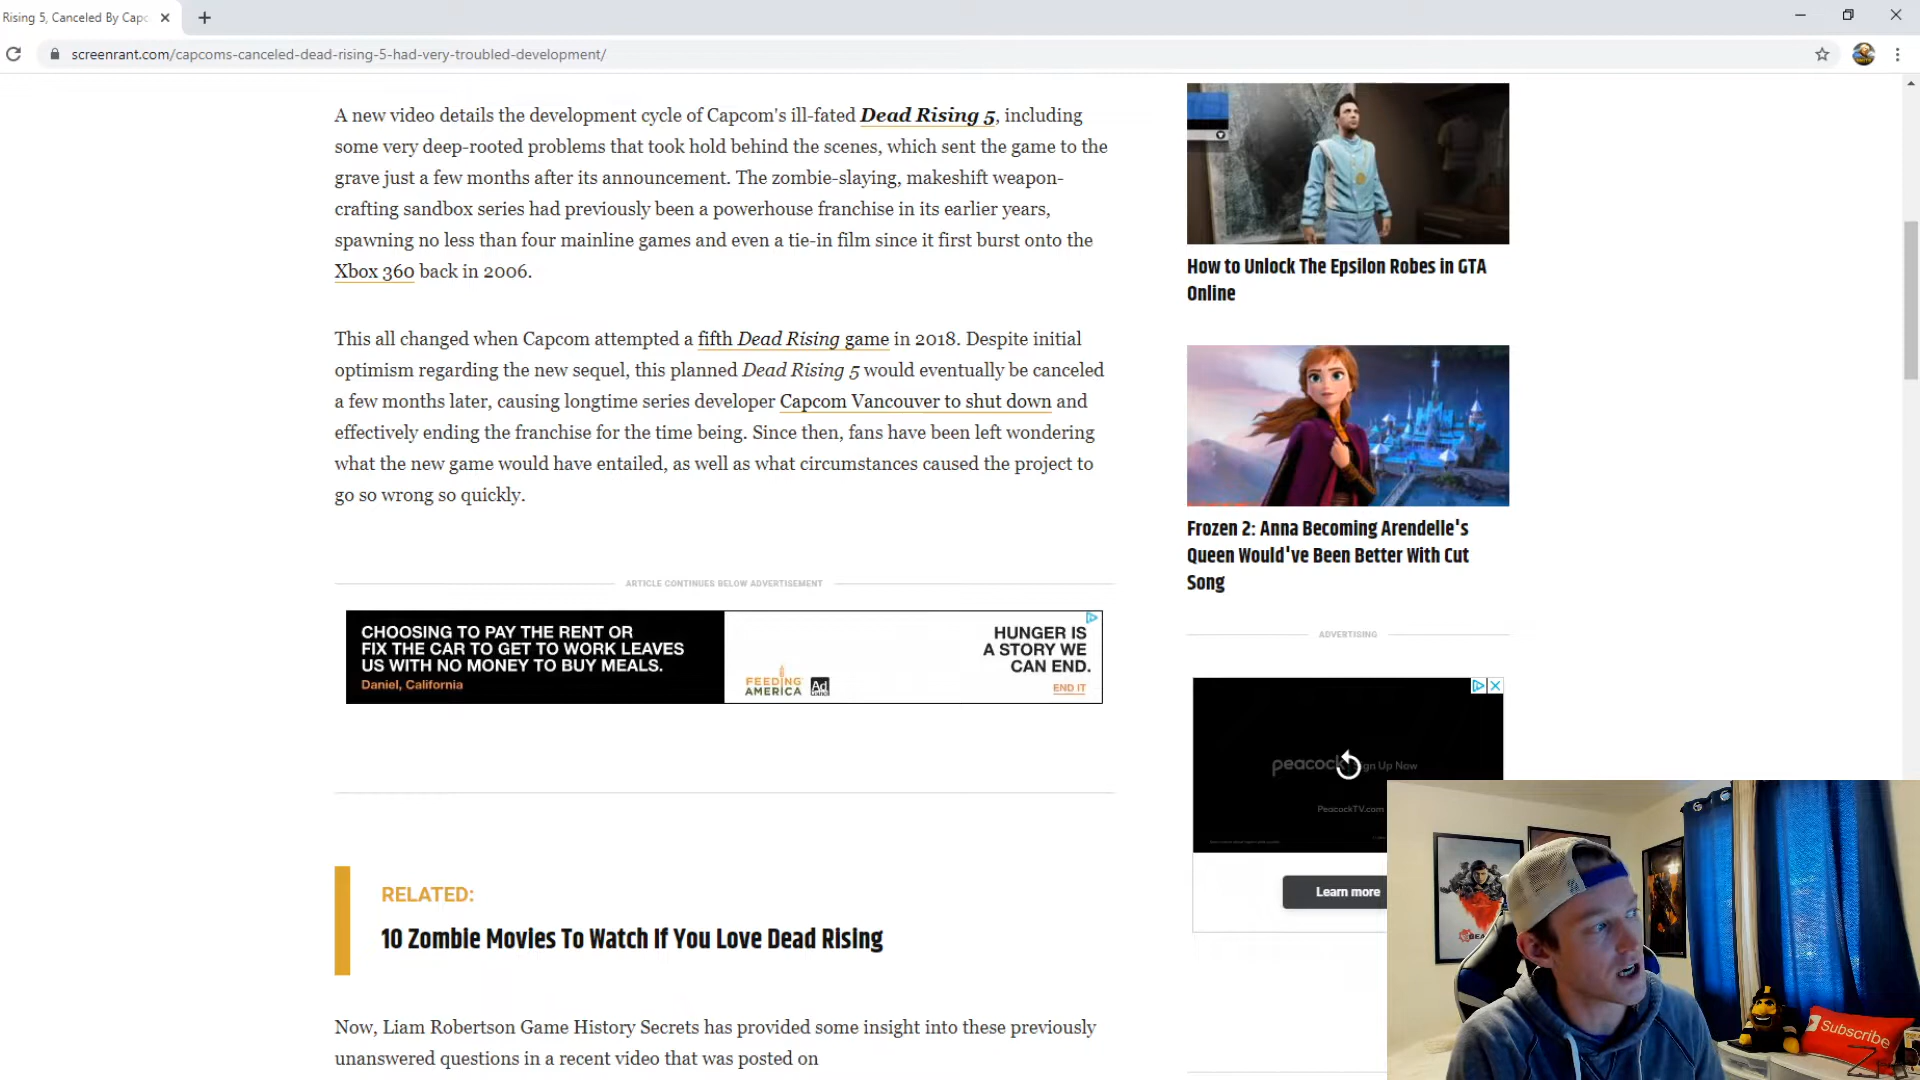 Rising 5, Canceled By Capc
screenrant.com/capcoms-canceled-dead-rising-5-had-very-troubled-development/
A new video details the development cycle of Capcom's ill-fated Dead Rising 5, including
some very deep-rooted problems that took hold behind the scenes, which sent the game to the
grave just a few months after its announcement. The zombie-slaying, makeshift weapon-
crafting sandbox series had previously been a powerhouse franchise in its earlier years,
spawning no less than four mainline games and even a tie-in film since it first burst onto the
Xbox 360 back in 2006.
This all changed when Capcom attempted a fifth Dead Rising game in 2018. Despite initial
optimism regarding the new sequel, this planned Dead Rising 5 would eventually be canceled
a few months later, causing longtime series developer Capcom Vancouver to shut down and
effectively ending the franchise for the time being. Since then, fans have been left wondering
what the new game would have entailed, as well as what circumstances caused the project to
go so wrong so quickly.
ARTICLE CONTINUES BELOW ADVERTISEMENT
CHOOSING TO PAY THE RENT OR
FIX THE CAR TO GET TO WORK LEAVES
US WITH NO MONEY TO BUY MEALS.
Daniel, California
FEEDING
AMERICA
Ad
HUNGER IS
A STORY WE
CAN END.
END IT
RELATED:
10 Zombie Movies To Watch If You Love Dead Rising
Now, Liam Robertson Game History Secrets has provided some insight into these previously
unanswered questions in a recent video that was posted on
How to Unlock The Epsilon Robes in GTA
Online
Frozen 2: Anna Becoming Arendelle's
Queen Would've Been Better With Cut
Song
ADVERTISING
peacock
Sign Up Now
PeacockTV.com
Learn more
Subscribe